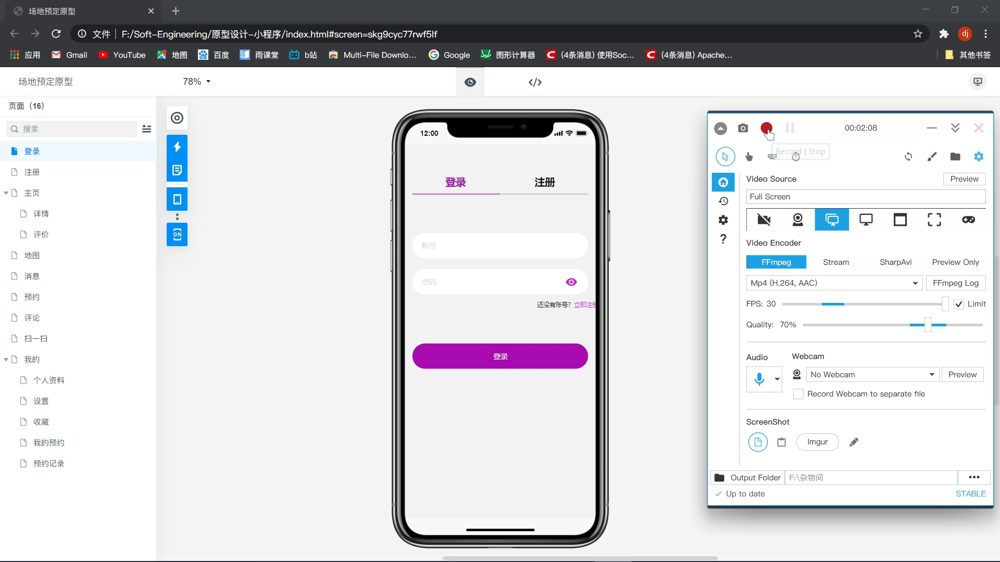 场地预定原型
文件 F:/Soft-Engineering/原型设计-小程序/index.html#screen=skg9cyc77rwf5lf
dj
应用 Gmail YouTube 地图 百度 雨课堂 b站 Multi-File Downlo... Google 图形计算器 (4条消息) 使用Soc... (4条消息) Apache... 其他书签
场地预定原型 78%
页面（16）
搜索
登录
注册
主页
详情
评价
地图
消息
预约
评论
扫一扫
我的
个人资料
设置
收藏
我的预约
预约记录
ON
12:00
登录 注册
账号
密码
还没有账号? 立即注册
登录
00:02:08
Record | Stop
Video Source Preview
Full Screen
Video Encoder
FFmpeg Stream SharpAvi Preview Only
Mp4 (H.264, AAC) FFmpeg Log
FPS: 30 Limit
Quality: 70%
Audio Webcam
No Webcam Preview
Record Webcam to separate file
ScreenShot
Imgur
Output Folder F:\杂物间
Up to date STABLE